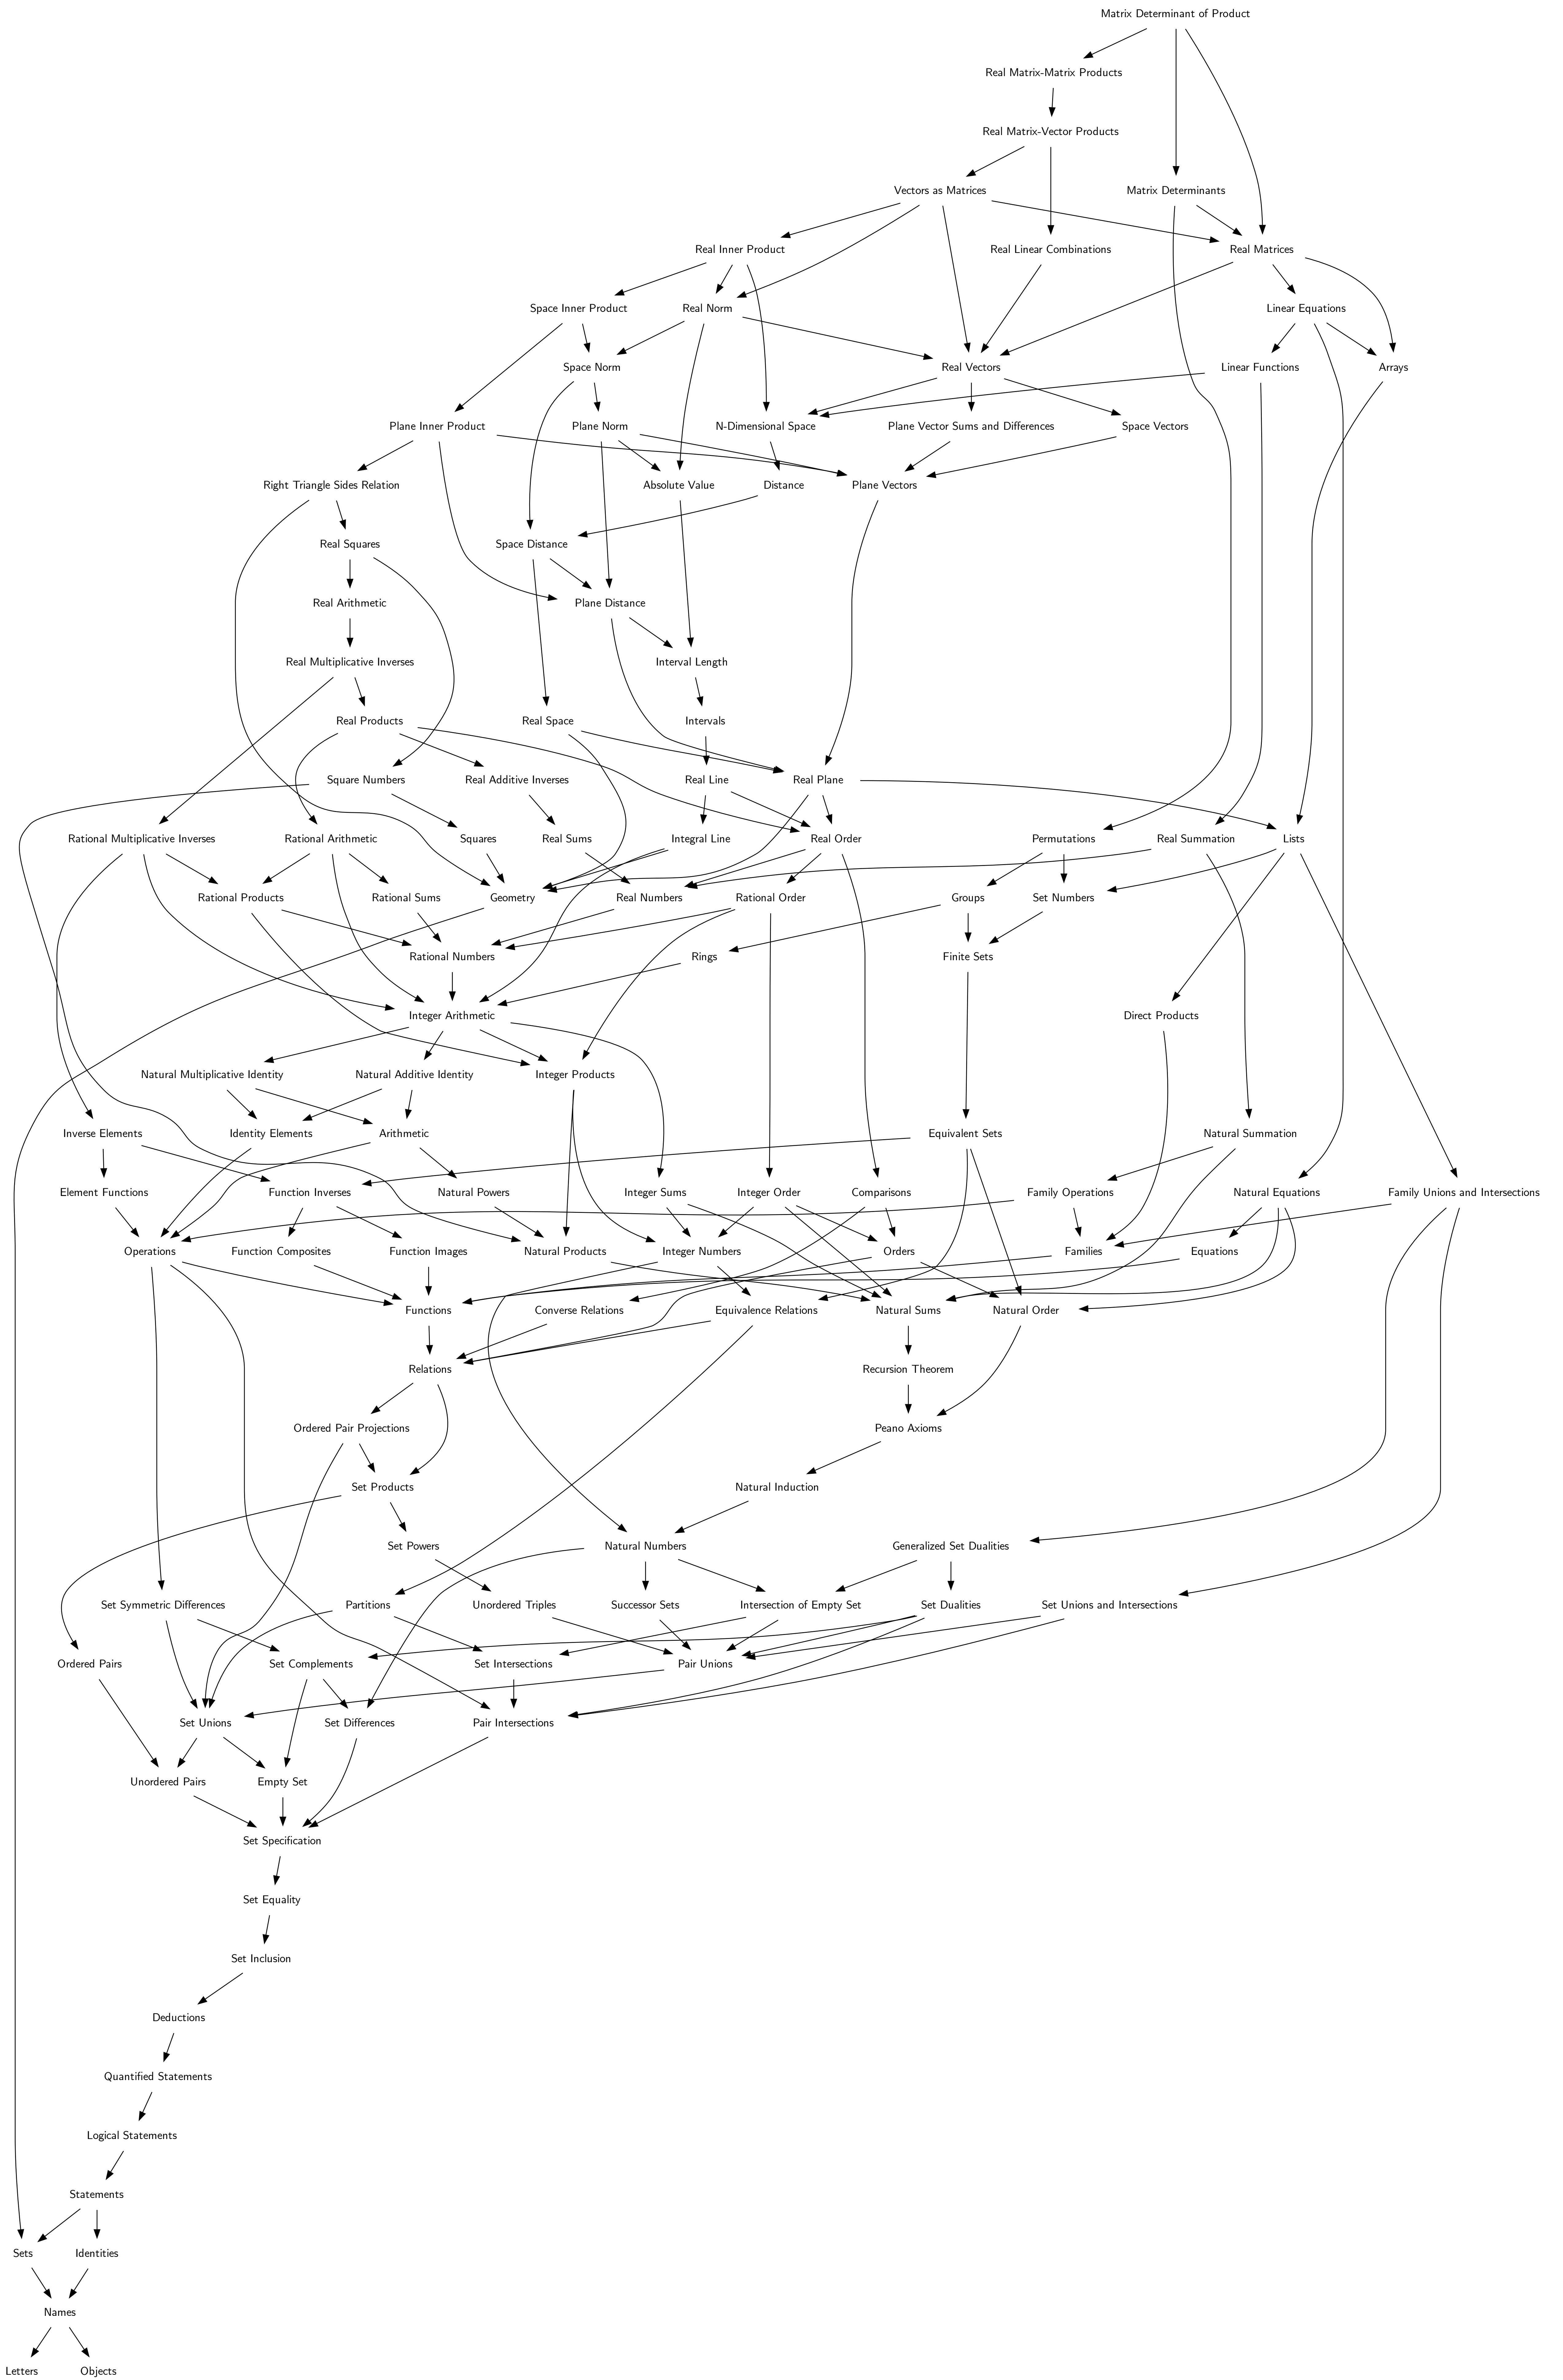 Matrix Determinant of Product
Real Matrix-Matrix Products
Real Matrix-Vector Products
Vectors as Matrices
Matrix Determinants
Real Inner Product
Real Linear Combinations
Real Matrices
Space Inner Product
Real Norm
Linear Equations
Space Norm
Real Vectors
Linear Functions
Arrays
Plane Inner Product
Plane Norm
N-Dimensional Space
Plane Vector Sums and Differences
Space Vectors
Right Triangle Sides Relation
Absolute Value
Distance
Plane Vectors
Real Squares
Space Distance
Real Arithmetic
Plane Distance
Real Multiplicative Inverses
Interval Length
Real Products
Real Space
Intervals
Square Numbers
Real Additive Inverses
Real Line
Real Plane
Rational Multiplicative Inverses
Rational Arithmetic
Squares
Real Sums
Integral Line
Real Order
Permutations
Real Summation
Lists
Rational Products
Rational Sums
Geometry
Real Numbers
Rational Order
Groups
Set Numbers
Rational Numbers
Rings
Finite Sets
Integer Arithmetic
Direct Products
Natural Multiplicative Identity
Natural Additive Identity
Integer Products
Inverse Elements
Identity Elements
Arithmetic
Equivalent Sets
Natural Summation
Element Functions
Function Inverses
Natural Powers
Integer Sums
Integer Order
Comparisons
Family Operations
Natural Equations
Family Unions and Intersections
Operations
Function Composites
Function Images
Natural Products
Integer Numbers
Orders
Families
Equations
Functions
Converse Relations
Equivalence Relations
Natural Sums
Natural Order
Relations
Recursion Theorem
Ordered Pair Projections
Peano Axioms
Set Products
Natural Induction
Set Powers
Natural Numbers
Generalized Set Dualities
Set Symmetric Differences
Partitions
Unordered Triples
Successor Sets
Intersection of Empty Set
Set Dualities
Set Unions and Intersections
Ordered Pairs
Set Complements
Set Intersections
Pair Unions
Set Unions
Set Differences
Pair Intersections
Unordered Pairs
Empty Set
Set Specification
Set Equality
Set Inclusion
Deductions
Quantified Statements
Logical Statements
Statements
Sets
Identities
Names
Letters
Objects